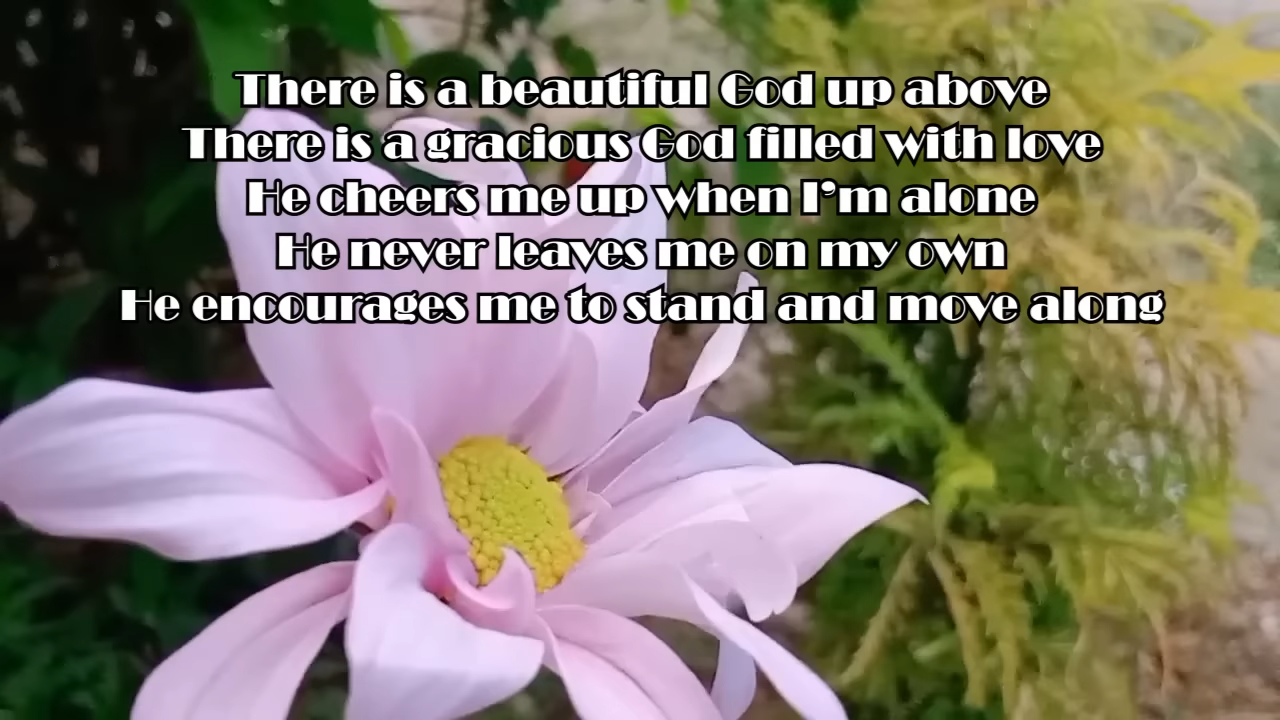 There is a beautiful God up above
There is a gracious God filled with love
He cheers me up when I'm alone
He never leaves me on my own
He encourages me to stand and move along